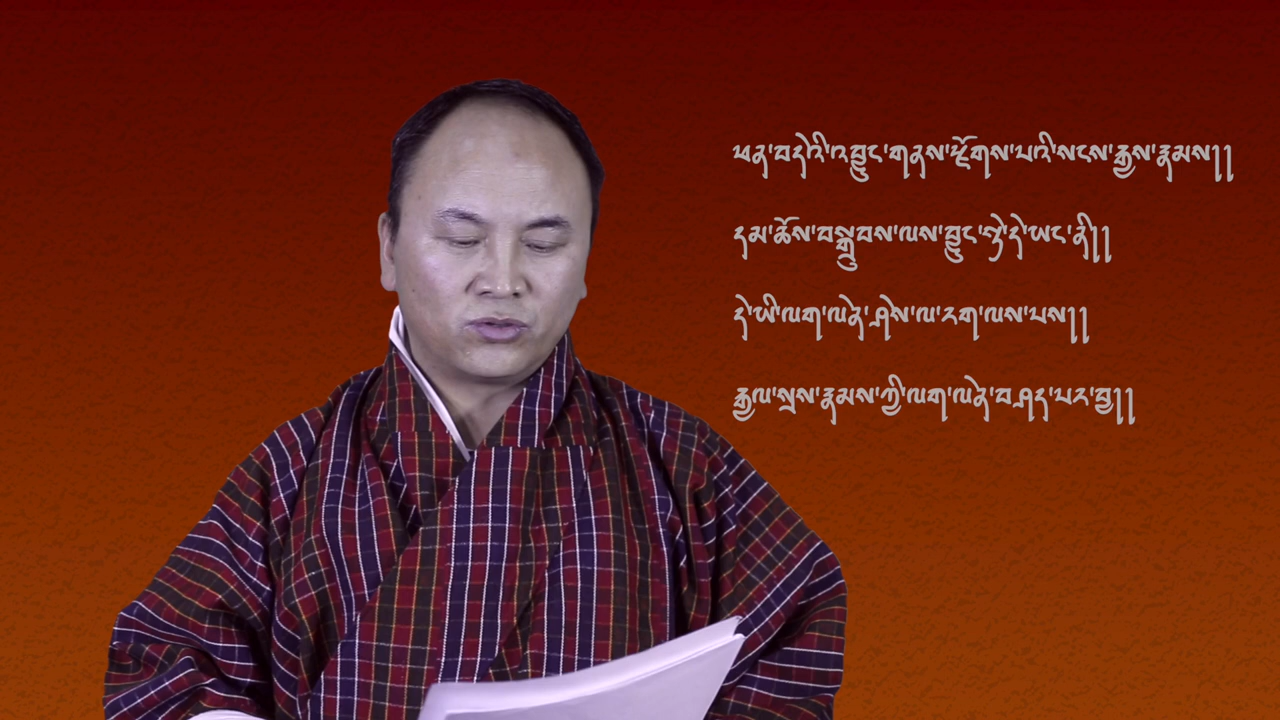 ཕན་བདེའི་འབྱུང་གནས་རྫོགས་པའི་སངས་རྒྱས་རྣམས།།
དམ་ཆོས་བསྒྲུབས་ལས་བྱུང་སྟེ་དེ་ཡང་ནི།།
དེ་ཡི་ལག་ལེན་ཤེས་ལ་རག་ལས་པས།།
རྒྱལ་སྲས་རྣམས་ཀྱི་ལག་ལེན་བཤད་པར་བྱ།།